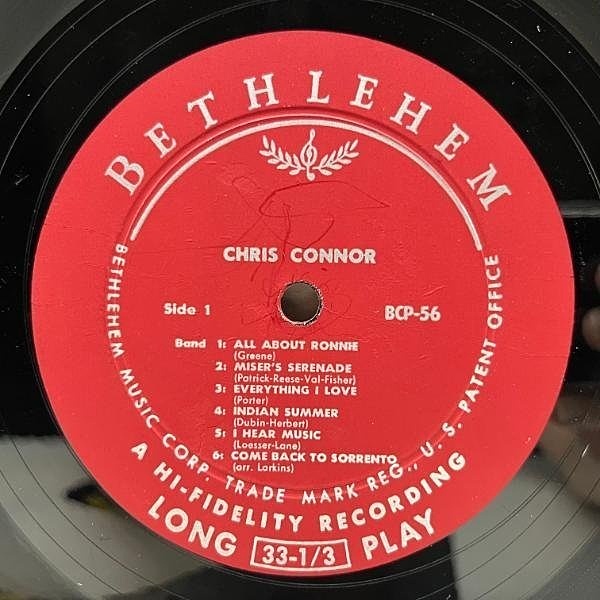 BETHLEHEM
CHRIS CONNOR
Side 1
BCP-56
Band 1: ALL ABOUT RONNIE
(Greene)
2: MISER'S SERENADE
(Patrick-Reese-Val-Fisher)
3: EVERYTHING I LOVE
(Porter)
4: INDIAN SUMMER
(Dubin-Herbert)
5: I HEAR MUSIC
(Loesser-Lane)
6: COME BACK TO SORRENTO
(arr. Larkins)
BETHLEHEM MUSIC CORP. TRADE MARK REG., U. S. PATENT OFFICE
A HI-FIDELITY RECORDING
LONG 33-1/3 PLAY